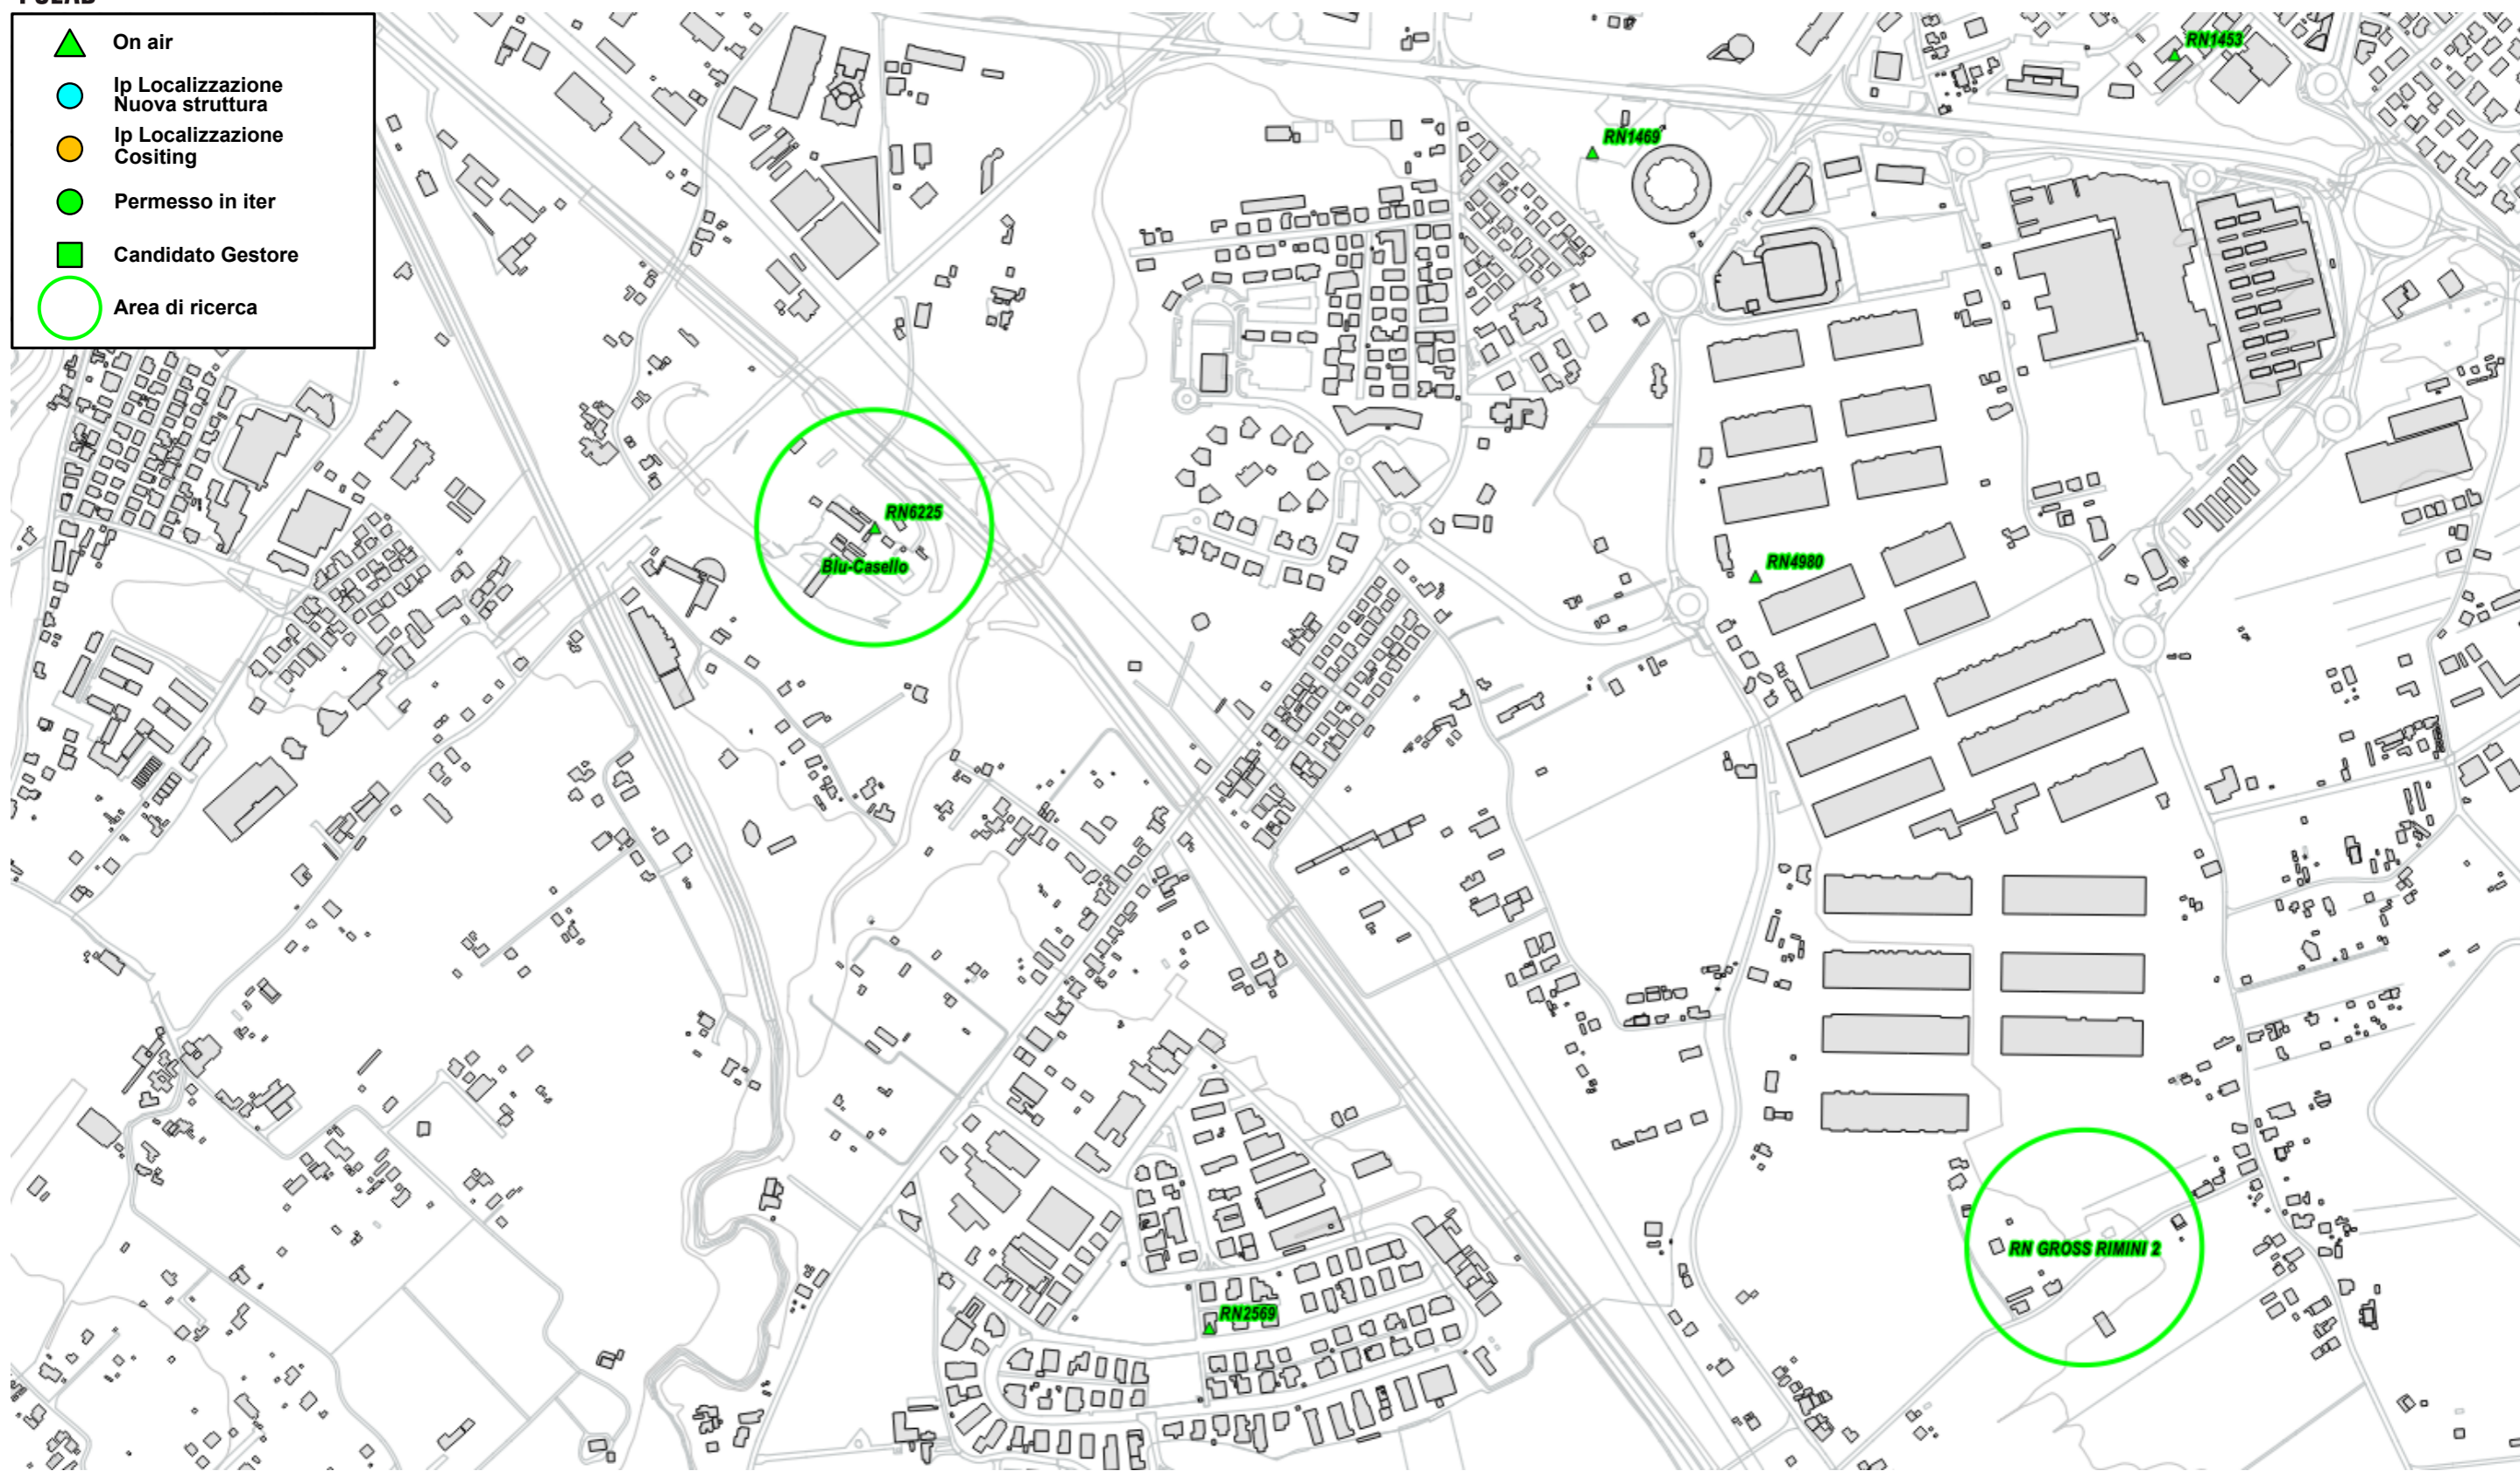 On air
Ip Localizzazione
Nuova struttura
Ip Localizzazione
Cositing
Permesso in iter
Candidato Gestore
Area di ricerca
RN1453
RN1469
RN6225
Blu-Casello
RN4980
RN GROSS RIMINI 2
RN2569